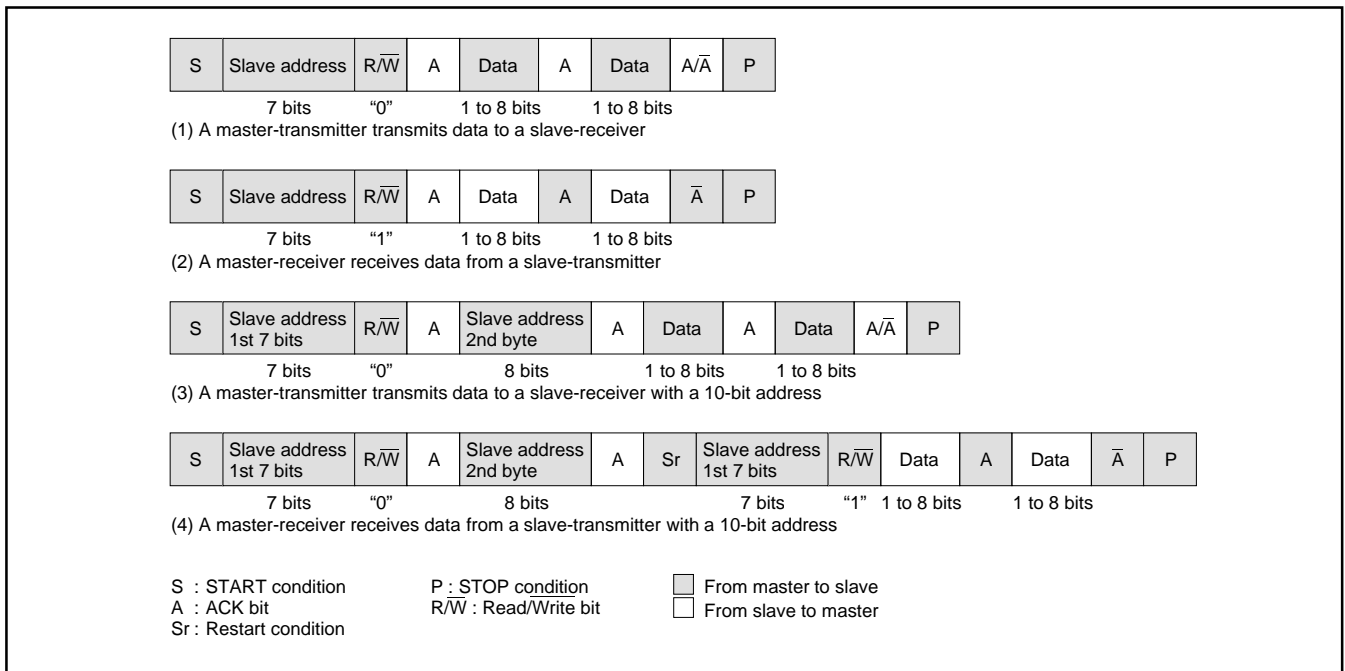 S Slave address R/W̅ A Data A Data A/A̅ P
7 bits “0” 1 to 8 bits 1 to 8 bits
(1) A master-transmitter transmits data to a slave-receiver
S Slave address R/W̅ A Data A Data A̅ P
7 bits “1” 1 to 8 bits 1 to 8 bits
(2) A master-receiver receives data from a slave-transmitter
S Slave address 1st 7 bits R/W̅ A Slave address 2nd byte A Data A Data A/A̅ P
7 bits “0” 8 bits 1 to 8 bits 1 to 8 bits
(3) A master-transmitter transmits data to a slave-receiver with a 10-bit address
S Slave address 1st 7 bits R/W̅ A Slave address 2nd byte A Sr Slave address 1st 7 bits R/W̅ Data A Data A̅ P
7 bits “0” 8 bits 7 bits “1” 1 to 8 bits 1 to 8 bits
(4) A master-receiver receives data from a slave-transmitter with a 10-bit address
S : START condition P : STOP condition From master to slave
A : ACK bit R/W̅ : Read/W̅r̅i̅t̅e̅ bit From slave to master
Sr : Restart condition